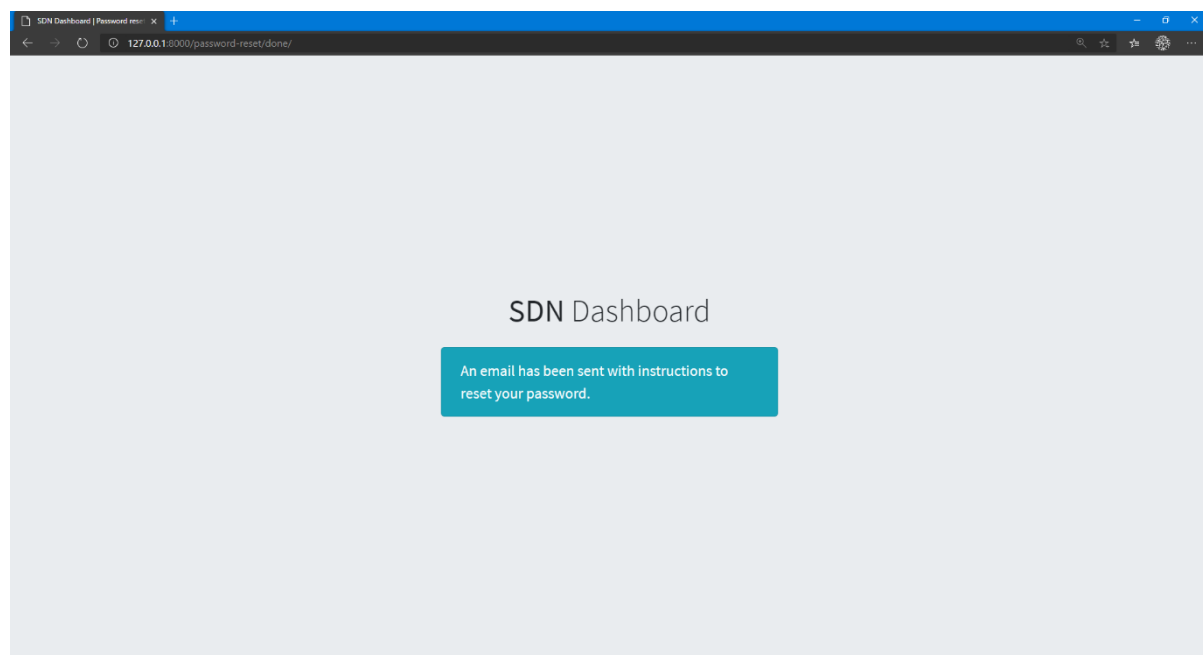 SDN Dashboard | Password reset
127.0.0.1:8000/password-reset/done/
SDN Dashboard
An email has been sent with instructions to
reset your password.